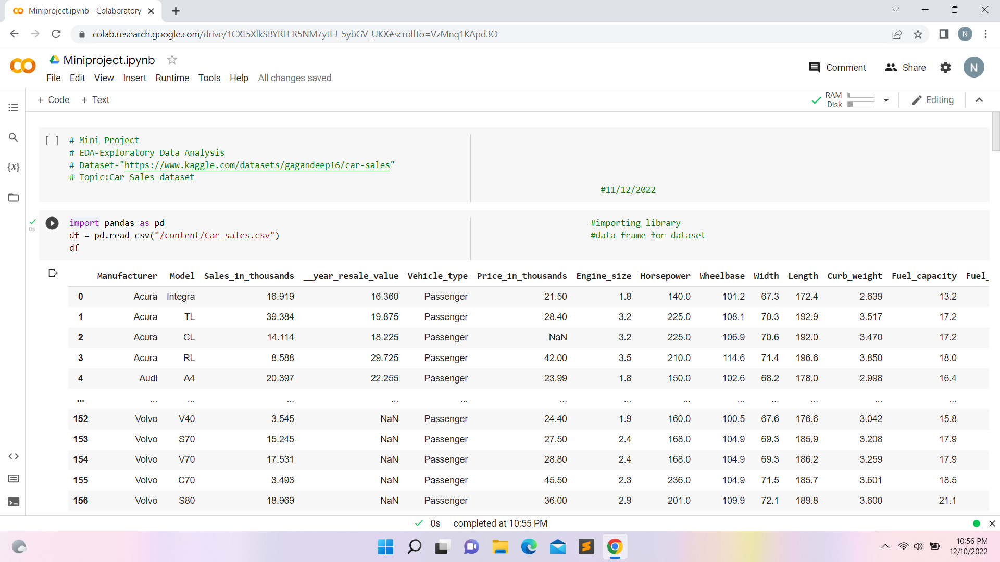 Miniproject.ipynb - Colaboratory
colab.research.google.com/drive/1CXt5XlkSBYRLER5NM7ytLJ_5ybGV_UKX#scrollTo=VzMnq1KApd3O
N
Miniproject.ipynb
Comment Share N
File Edit View Insert Runtime Tools Help All changes saved
+ Code + Text
RAM
Disk
Editing
[ ] # Mini Project
# EDA-Exploratory Data Analysis
# Dataset-"https://www.kaggle.com/datasets/gagandeep16/car-sales"
# Topic:Car Sales dataset
#11/12/2022
{x}
0s
import pandas as pd #importing library
df = pd.read_csv("/content/Car_sales.csv") #data frame for dataset
df
Manufacturer Model Sales_in_thousands __year_resale_value Vehicle_type Price_in_thousands Engine_size Horsepower Wheelbase Width Length Curb_weight Fuel_capacity Fuel_
0 Acura Integra 16.919 16.360 Passenger 21.50 1.8 140.0 101.2 67.3 172.4 2.639 13.2
1 Acura TL 39.384 19.875 Passenger 28.40 3.2 225.0 108.1 70.3 192.9 3.517 17.2
2 Acura CL 14.114 18.225 Passenger NaN 3.2 225.0 106.9 70.6 192.0 3.470 17.2
3 Acura RL 8.588 29.725 Passenger 42.00 3.5 210.0 114.6 71.4 196.6 3.850 18.0
4 Audi A4 20.397 22.255 Passenger 23.99 1.8 150.0 102.6 68.2 178.0 2.998 16.4
... ... ... ... ... ... ... ... ... ... ... ... ... ...
152 Volvo V40 3.545 NaN Passenger 24.40 1.9 160.0 100.5 67.6 176.6 3.042 15.8
153 Volvo S70 15.245 NaN Passenger 27.50 2.4 168.0 104.9 69.3 185.9 3.208 17.9
154 Volvo V70 17.531 NaN Passenger 28.80 2.4 168.0 104.9 69.3 186.2 3.259 17.9
155 Volvo C70 3.493 NaN Passenger 45.50 2.3 236.0 104.9 71.5 185.7 3.601 18.5
156 Volvo S80 18.969 NaN Passenger 36.00 2.9 201.0 109.9 72.1 189.8 3.600 21.1
0s completed at 10:55 PM
10:56 PM
12/10/2022